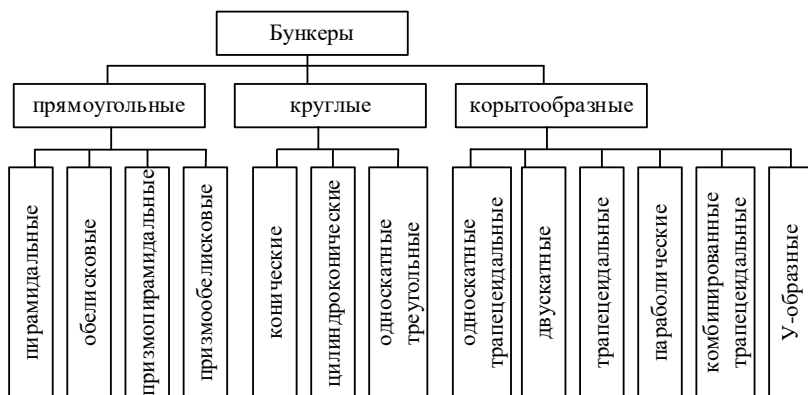 Бункеры
прямоугольные
круглые
корытообразные
пирамидальные
обелисковые
призмопирамидальные
призмообелисковые
конические
цилиндроконические
односкатные
треугольные
односкатные
трапецеидальные
двускатные
трапецеидальные
параболические
комбинированные
трапецеидальные
У-образные